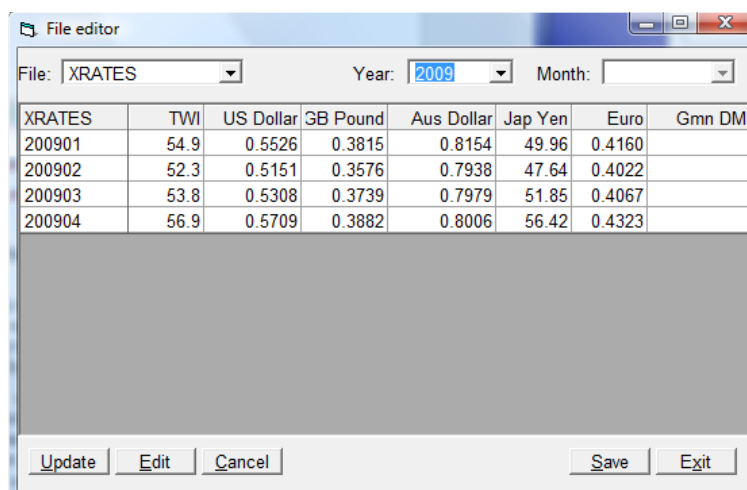 File editor
File: XRATES Year: 2009 Month:
XRATES TWI US Dollar GB Pound Aus Dollar Jap Yen Euro Gmn DM
200901 54.9 0.5526 0.3815 0.8154 49.96 0.4160
200902 52.3 0.5151 0.3576 0.7938 47.64 0.4022
200903 53.8 0.5308 0.3739 0.7979 51.85 0.4067
200904 56.9 0.5709 0.3882 0.8006 56.42 0.4323
Update Edit Cancel Save Exit